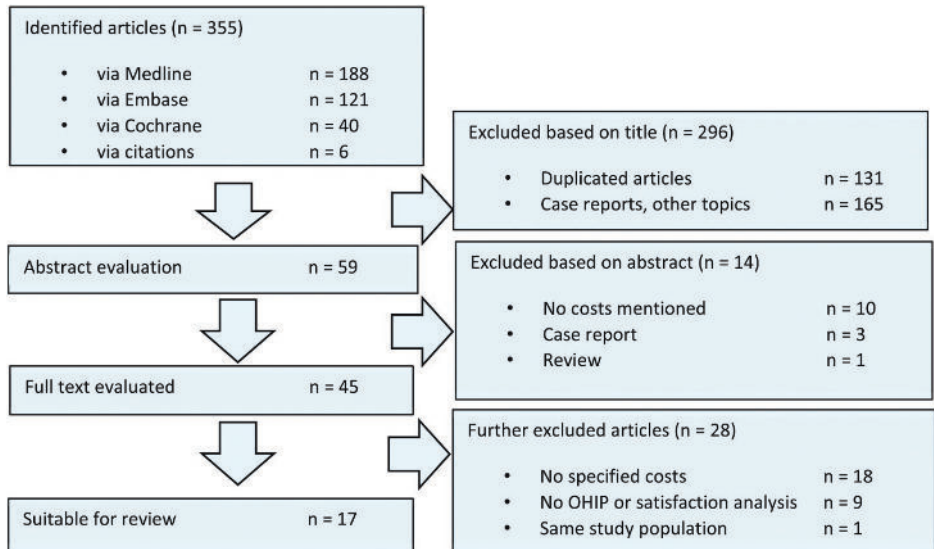 Identified articles (n = 355)
• via Medline n = 188
• via Embase n = 121
• via Cochrane n = 40
• via citations n = 6
Excluded based on title (n = 296)
• Duplicated articles n = 131
• Case reports, other topics n = 165
Abstract evaluation n = 59
Excluded based on abstract (n = 14)
• No costs mentioned n = 10
• Case report n = 3
• Review n = 1
Full text evaluated n = 45
Further excluded articles (n = 28)
• No specified costs n = 18
• No OHIP or satisfaction analysis n = 9
• Same study population n = 1
Suitable for review n = 17